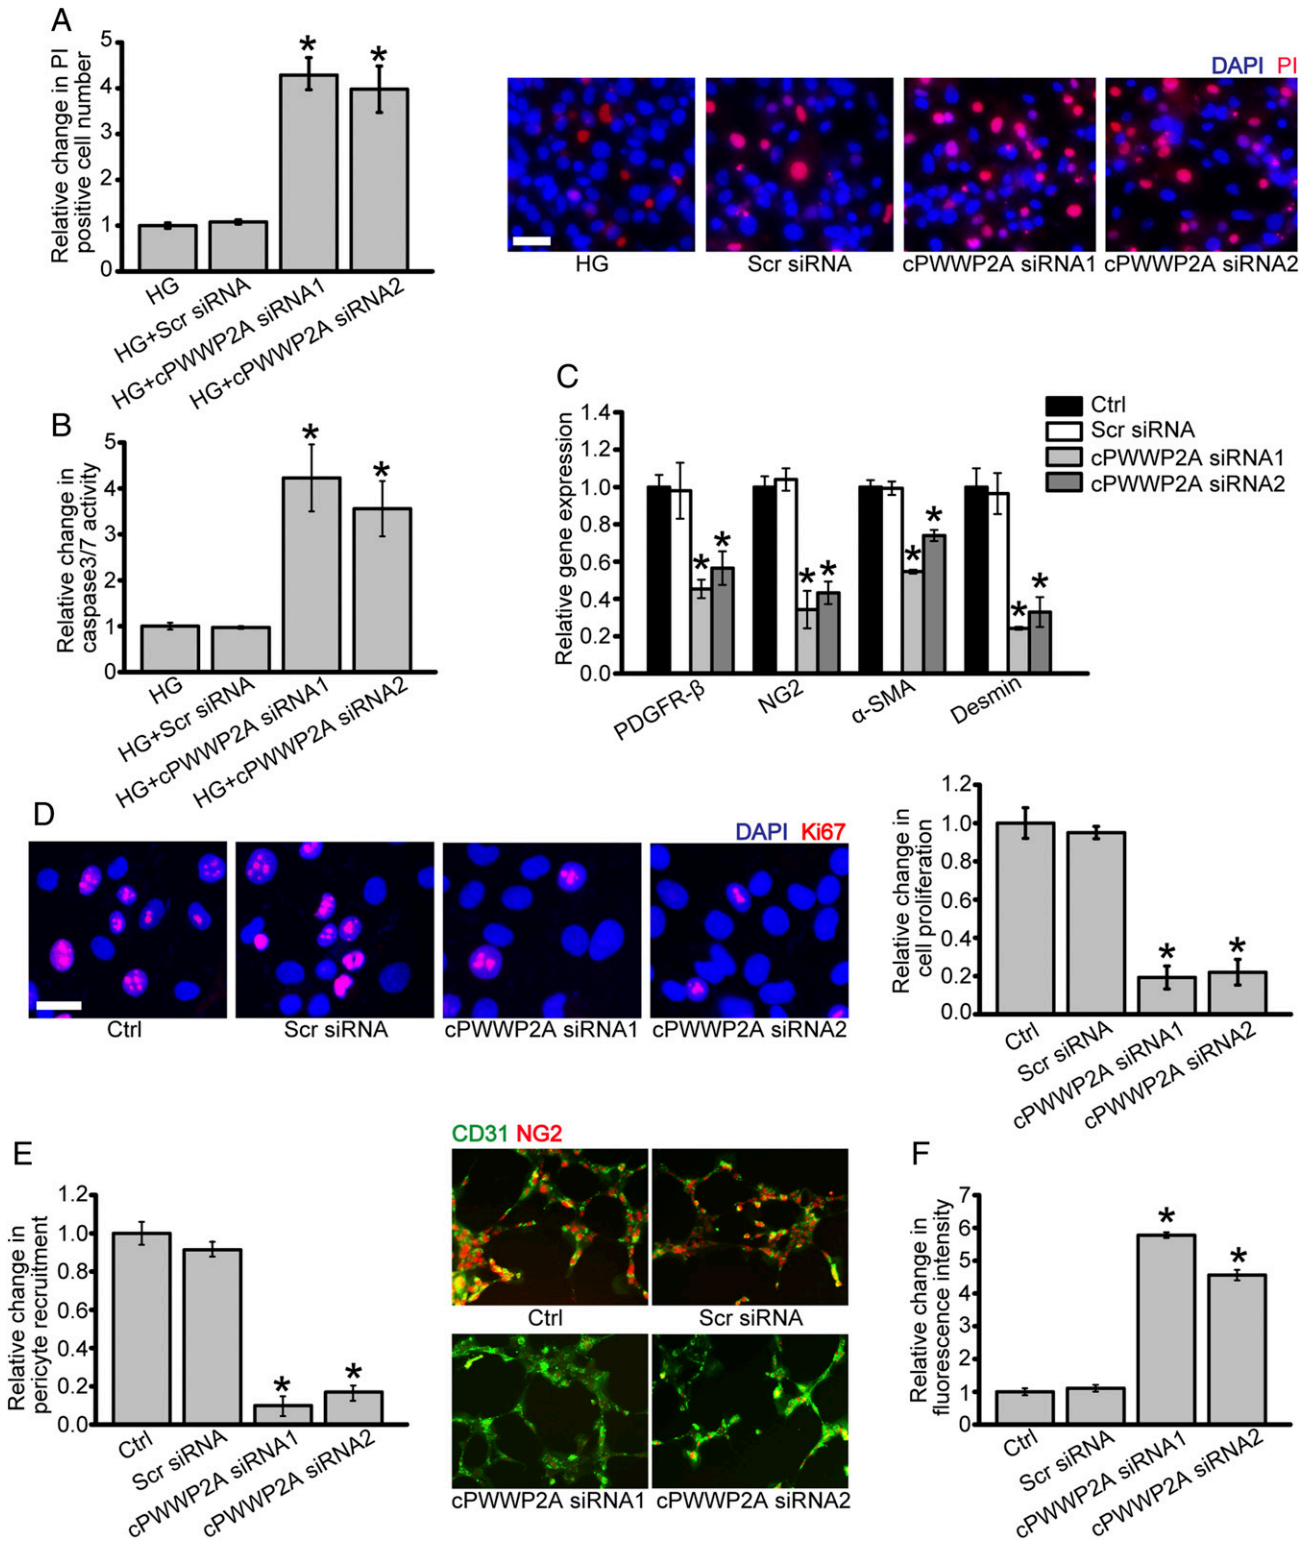 A
Relative change in PI
positive cell number
5
4
3
2
1
0
*
*
HG
HG+Scr siRNA
HG+cPWWP2A siRNA1
HG+cPWWP2A siRNA2
DAPI PI
HG
Scr siRNA
cPWWP2A siRNA1
cPWWP2A siRNA2
B
Relative change in
caspase3/7 activity
5
4
3
2
1
0
*
*
HG
HG+Scr siRNA
HG+cPWWP2A siRNA1
HG+cPWWP2A siRNA2
C
Relative gene expression
1.4
1.2
1.0
0.8
0.6
0.4
0.2
0.0
*
*
*
*
*
*
*
*
PDGFR-β
NG2
α-SMA
Desmin
Ctrl
Scr siRNA
cPWWP2A siRNA1
cPWWP2A siRNA2
D
DAPI Ki67
Ctrl
Scr siRNA
cPWWP2A siRNA1
cPWWP2A siRNA2
Relative change in
cell proliferation
1.2
1.0
0.8
0.6
0.4
0.2
0.0
*
*
Ctrl
Scr siRNA
cPWWP2A siRNA1
cPWWP2A siRNA2
E
Relative change in
pericyte recruitment
1.2
1.0
0.8
0.6
0.4
0.2
0.0
*
*
Ctrl
Scr siRNA
cPWWP2A siRNA1
cPWWP2A siRNA2
CD31 NG2
Ctrl
Scr siRNA
cPWWP2A siRNA1
cPWWP2A siRNA2
F
Relative change in
fluorescence intensity
7
6
5
4
3
2
1
0
*
*
Ctrl
Scr siRNA
cPWWP2A siRNA1
cPWWP2A siRNA2